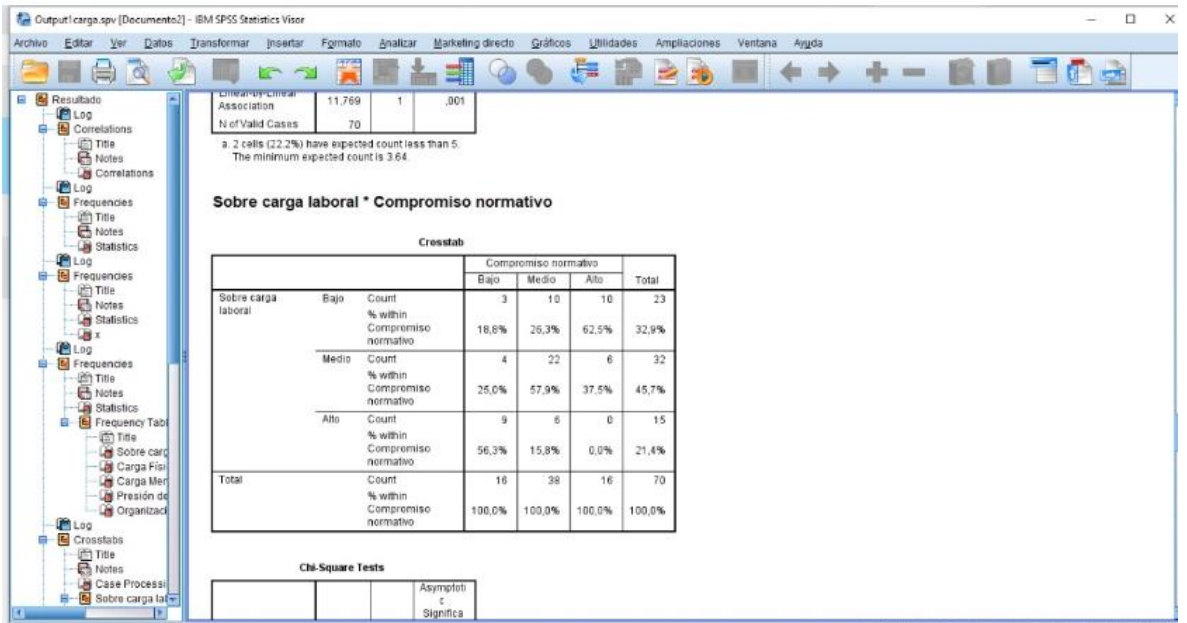 Output1carga.spv [Documento2] - IBM SPSS Statistics Visor
Archivo Editar Ver Datos Transformar Insertar Formato Analizar Marketing directo Gráficos Utilidades Ampliaciones Ventana Ayuda
Resultado
Log
Correlations
Title
Notes
Correlations
Log
Frequencies
Title
Notes
Statistics
Log
Frequencies
Title
Notes
Statistics
x
Log
Frequencies
Title
Notes
Statistics
Frequency Tabl
Title
Sobre carg
Carga Físi
Carga Men
Presión de
Organizaci
Log
Crosstabs
Title
Notes
Case Processi
Sobre carga lab
Linear-by-Linear
Association 11,769 1 ,001
N of Valid Cases 70
a. 2 cells (22.2%) have expected count less than 5.
The minimum expected count is 3.64.
Sobre carga laboral * Compromiso normativo
Crosstab
Compromiso normativo
Bajo Medio Alto Total
Sobre carga laboral Bajo Count 3 10 10 23
% within Compromiso normativo 18,8% 26,3% 62,5% 32,9%
Medio Count 4 22 6 32
% within Compromiso normativo 25,0% 57,9% 37,5% 45,7%
Alto Count 9 6 0 15
% within Compromiso normativo 56,3% 15,8% 0,0% 21,4%
Total Count 16 38 16 70
% within Compromiso normativo 100,0% 100,0% 100,0% 100,0%
Chi-Square Tests
Asymptoti
c
Significa